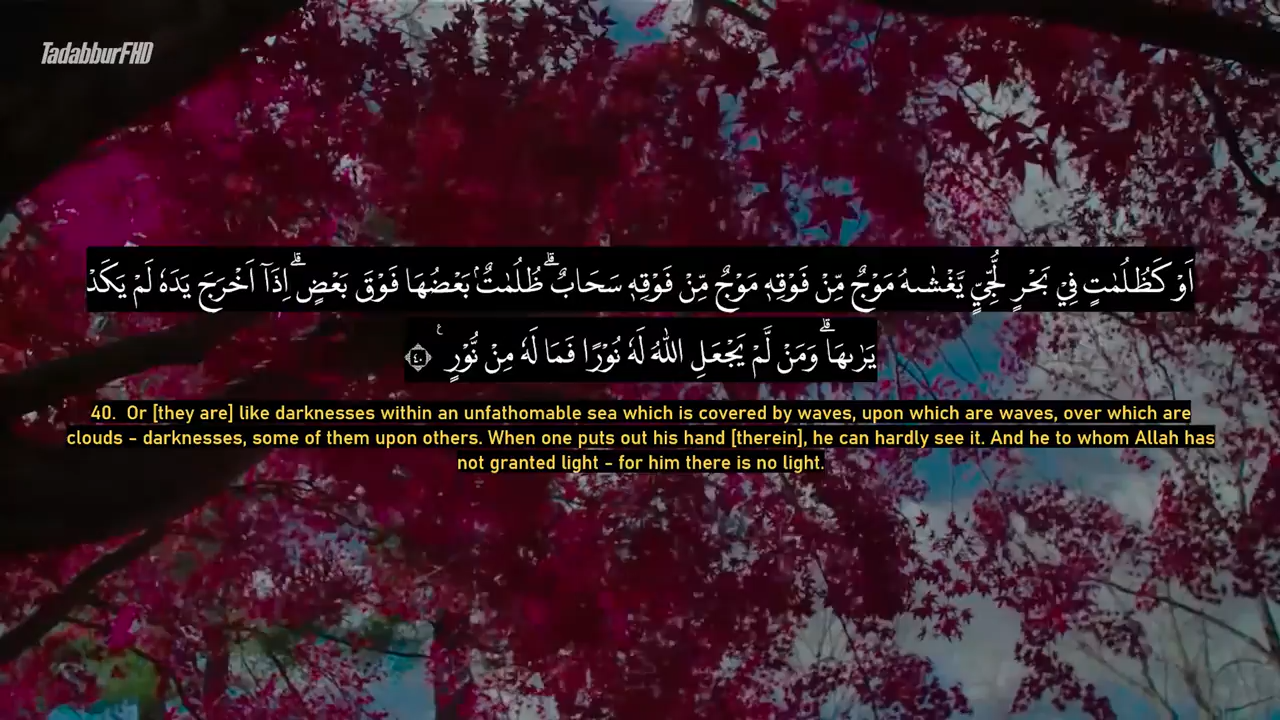 TadabburFHD
اَوْ كَظُلُمٰتٍ فِيْ بَحْرٍ لُّجِّيٍّ يَّغْشٰىهُ مَوْجٌ مِّنْ فَوْقِهٖ مَوْجٌ مِّنْ فَوْقِهٖ سَحَابٌۗ ظُلُمٰتٌۢ بَعْضُهَا فَوْقَ بَعْضٍۗ اِذَآ اَخْرَجَ يَدَهٗ لَمْ يَكَدْ
يَرٰىهَاۗ وَمَنْ لَّمْ يَجْعَلِ اللّٰهُ لَهٗ نُوْرًا فَمَا لَهٗ مِنْ نُّوْرٍ ࣖ ٤٠
40. Or [they are] like darknesses within an unfathomable sea which is covered by waves, upon which are waves, over which are
clouds - darknesses, some of them upon others. When one puts out his hand [therein], he can hardly see it. And he to whom Allah has
not granted light - for him there is no light.